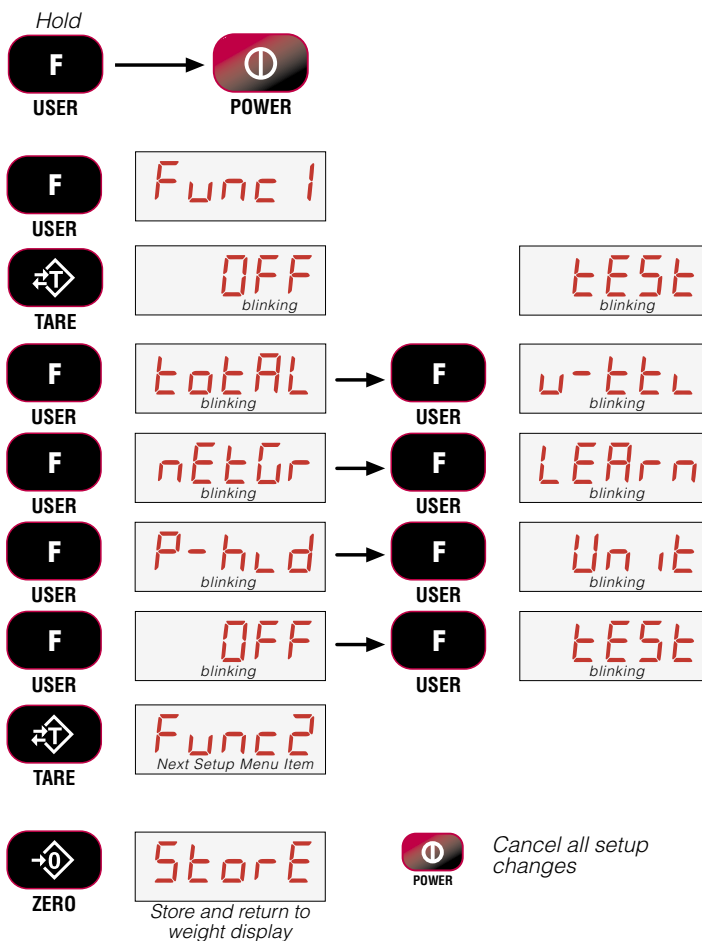 Hold
F
USER
POWER
F
USER
Func 1
T
TARE
OFF
blinking
tESt
blinking
F
USER
totAL
blinking
F
USER
v-ttL
blinking
F
USER
nEtGr
blinking
F
USER
LEArn
blinking
F
USER
P-hLd
blinking
F
USER
Unit
blinking
F
USER
OFF
blinking
F
USER
tESt
blinking
T
TARE
Func2
Next Setup Menu Item
0
ZERO
StorE
Store and return to
weight display
POWER
Cancel all setup
changes